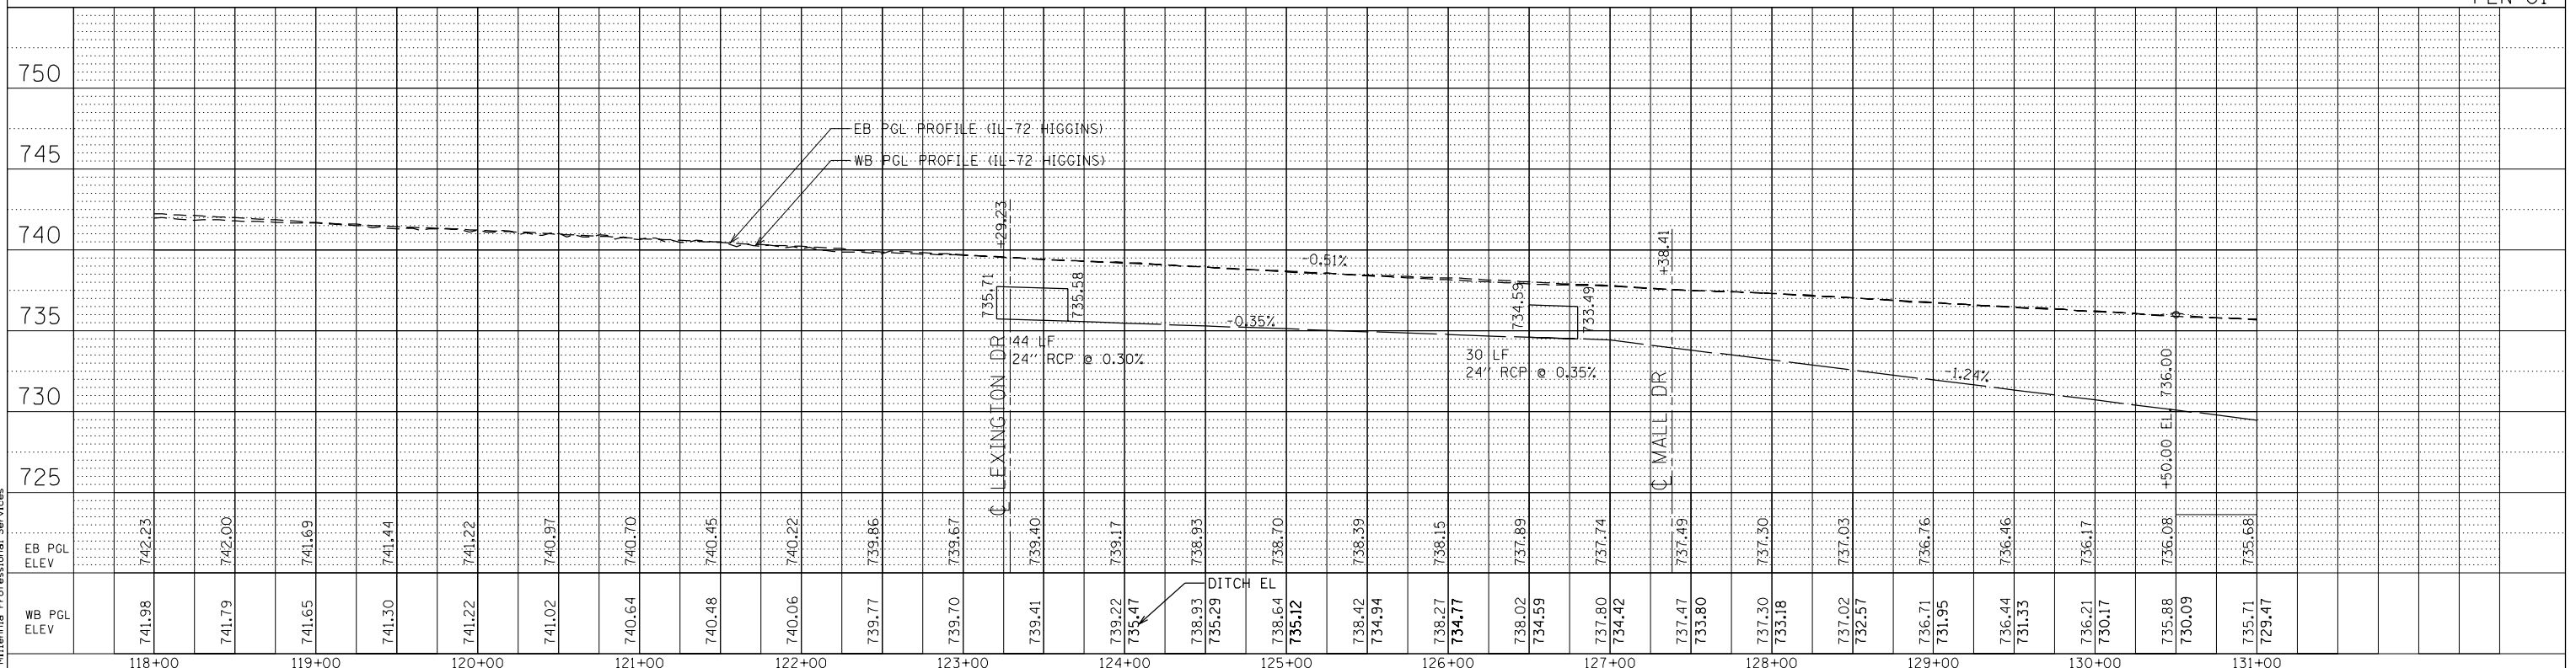 750
745
740
735
730
725
EB PGL PROFILE (IL-72 HIGGINS)
WB PGL PROFILE (IL-72 HIGGINS)
+29.23
-0.51%
+38.41
735.71
735.58
734.59
733.49
-0.35%
44 LF
24'' RCP @ 0.30%
30 LF
24'' RCP @ 0.35%
-1.24%
℄ LEXINGTON DR
℄ MALL DR
+50.00 EL. 736.00
EB PGL
ELEV
742.23 742.00 741.69 741.44 741.22 740.97 740.70 740.45 740.22 739.86 739.67 739.40 739.17 738.93 738.70 738.39 738.15 737.89 737.74 737.49 737.30 737.03 736.76 736.46 736.17 736.08 735.68
DITCH EL
WB PGL
ELEV
741.98 741.79 741.65 741.30 741.22 741.02 740.64 740.48 740.06 739.77 739.70 739.41 739.22 738.93 738.64 738.42 738.27 738.02 737.80 737.47 737.30 737.02 736.71 736.44 736.21 735.88 735.71
735.47 735.29 735.12 734.94 734.77 734.59 734.42 733.80 733.18 732.57 731.95 731.33 730.17 730.09 729.47
118+00 119+00 120+00 121+00 122+00 123+00 124+00 125+00 126+00 127+00 128+00 129+00 130+00 131+00
Professional Services